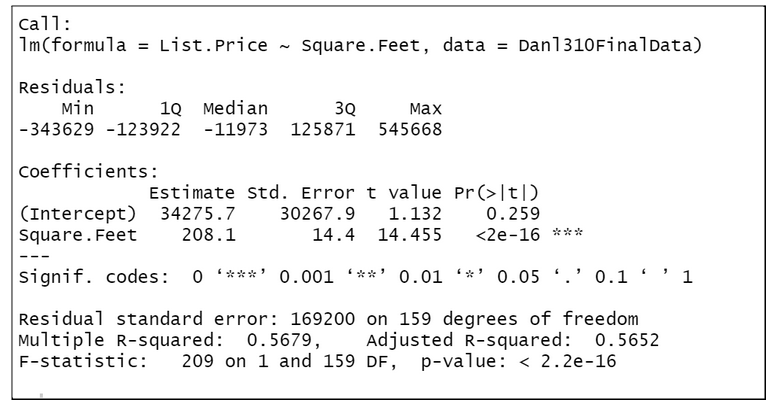 Call:
lm(formula = List.Price ~ Square.Feet, data = Danl310FinalData)
Residuals:
Min 1Q Median 3Q Max
-343629 -123922 -11973 125871 545668
Coefficients:
Estimate Std. Error t value Pr(>|t|)
(Intercept) 34275.7 30267.9 1.132 0.259
Square.Feet 208.1 14.4 14.455 <2e-16 ***
---
Signif. codes: 0 ‘***’ 0.001 ‘**’ 0.01 ‘*’ 0.05 ‘.’ 0.1 ‘ ’ 1
Residual standard error: 169200 on 159 degrees of freedom
Multiple R-squared: 0.5679, Adjusted R-squared: 0.5652
F-statistic: 209 on 1 and 159 DF, p-value: < 2.2e-16